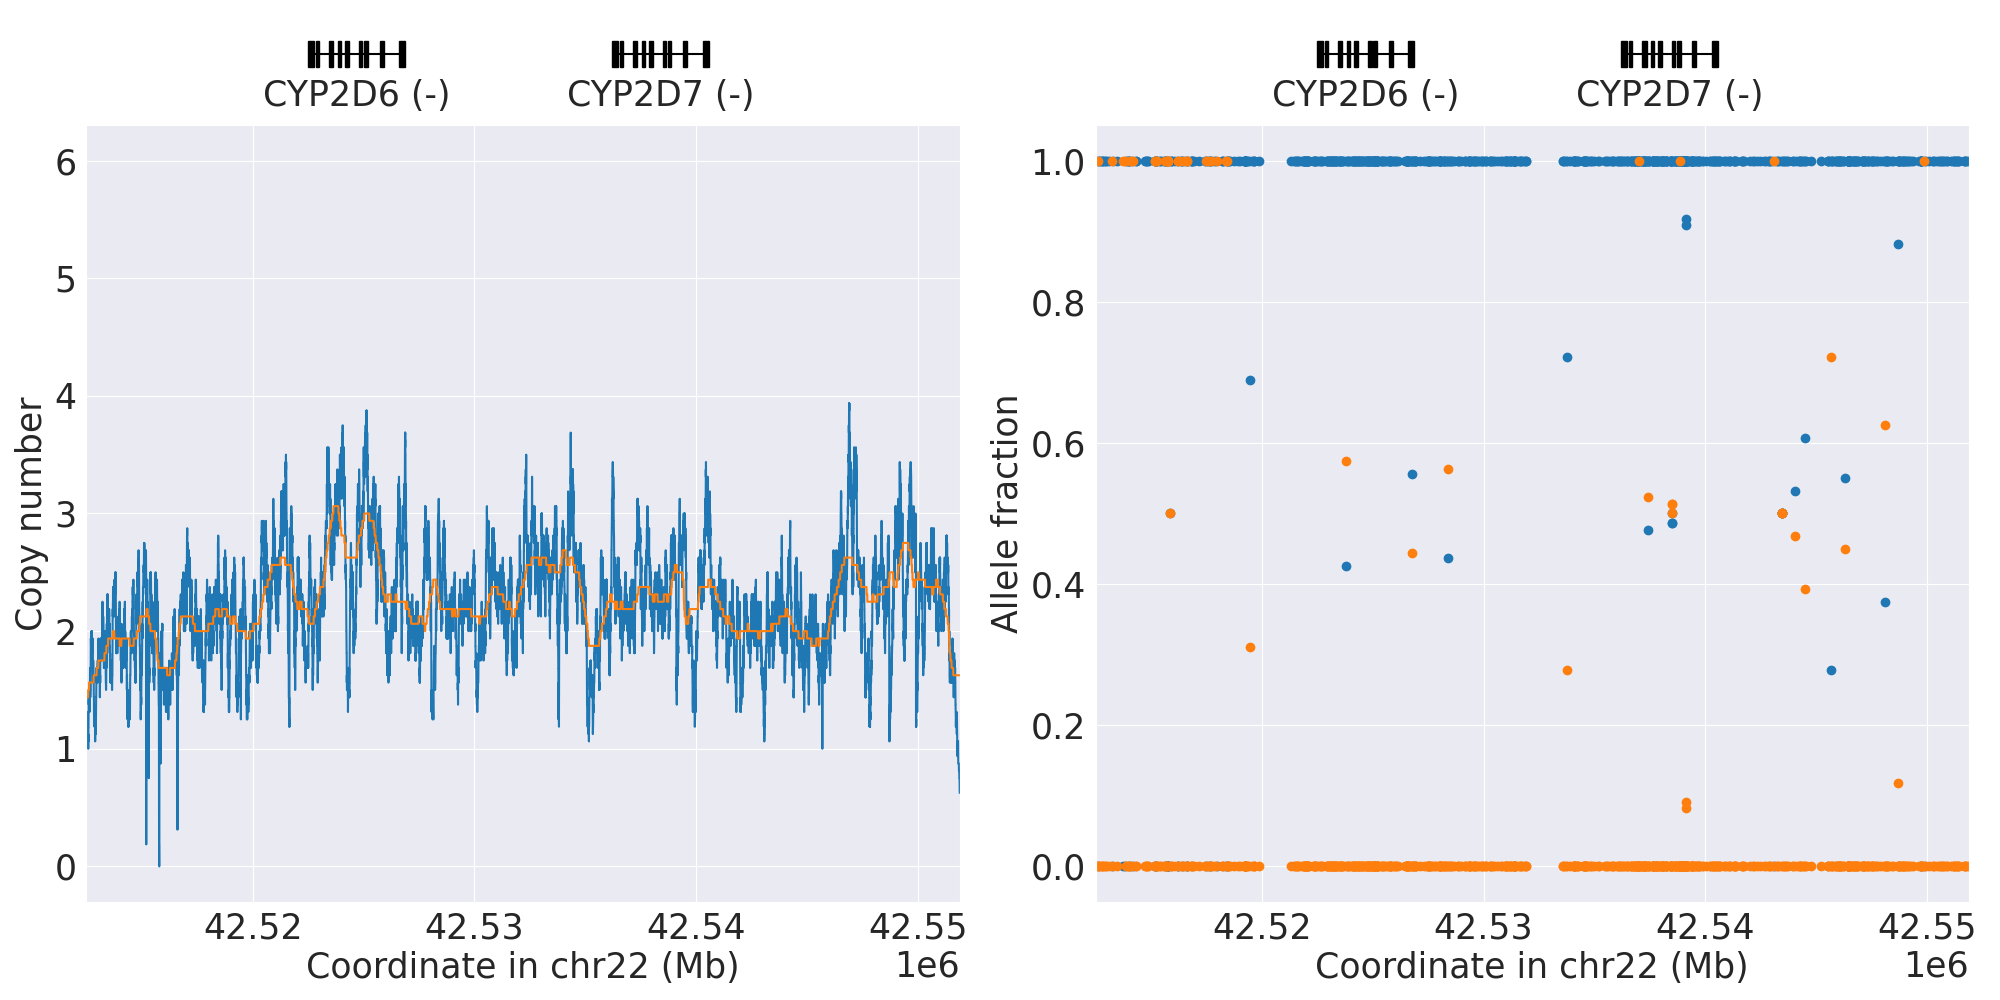 CYP2D6 (-)
CYP2D7 (-)
6
5
4
3
2
1
0
Copy number
42.52
42.53
42.54
42.55
Coordinate in chr22 (Mb)
1e6
CYP2D6 (-)
CYP2D7 (-)
1.0
0.8
0.6
0.4
0.2
0.0
Allele fraction
42.52
42.53
42.54
42.55
Coordinate in chr22 (Mb)
1e6